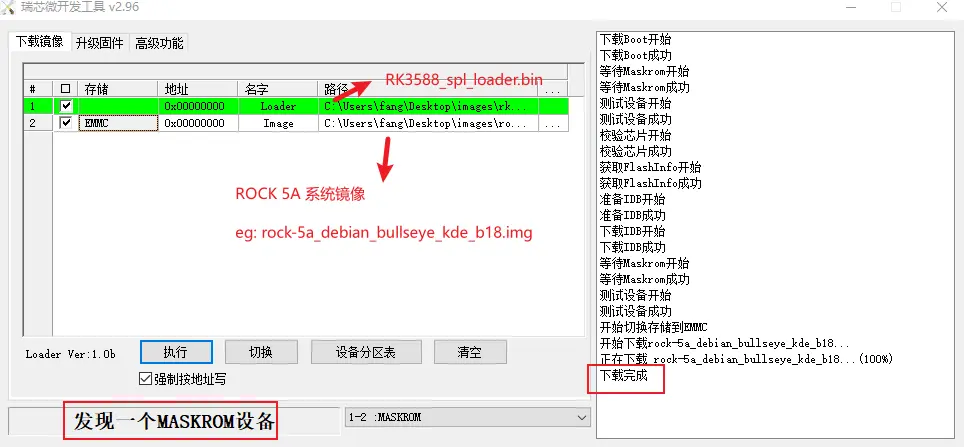 瑞芯微开发工具 v2.96
下载镜像 升级固件 高级功能
# 存储 地址 名字 路径 ...
1 0x00000000 Loader C:\Users\fang\Desktop\images\rk... ...
2 EMMC 0x00000000 Image C:\Users\fang\Desktop\images\ro... ...
RK3588_spl_loader.bin
ROCK 5A 系统镜像
eg: rock-5a_debian_bullseye_kde_b18.img
Loader Ver:1.0b 执行 切换 设备分区表 清空
强制按地址写
发现一个MASKROM设备 1-2 :MASKROM
下载Boot开始
下载Boot成功
等待Maskrom开始
等待Maskrom成功
测试设备开始
测试设备成功
校验芯片开始
校验芯片成功
获取FlashInfo开始
获取FlashInfo成功
准备IDB开始
准备IDB成功
下载IDB开始
下载IDB成功
等待Maskrom开始
等待Maskrom成功
测试设备开始
测试设备成功
开始切换存储到EMMC
开始下载rock-5a_debian_bullseye_kde_b18...
正在下载 rock-5a_debian_bullseye_kde_b18...(100%)
下载完成